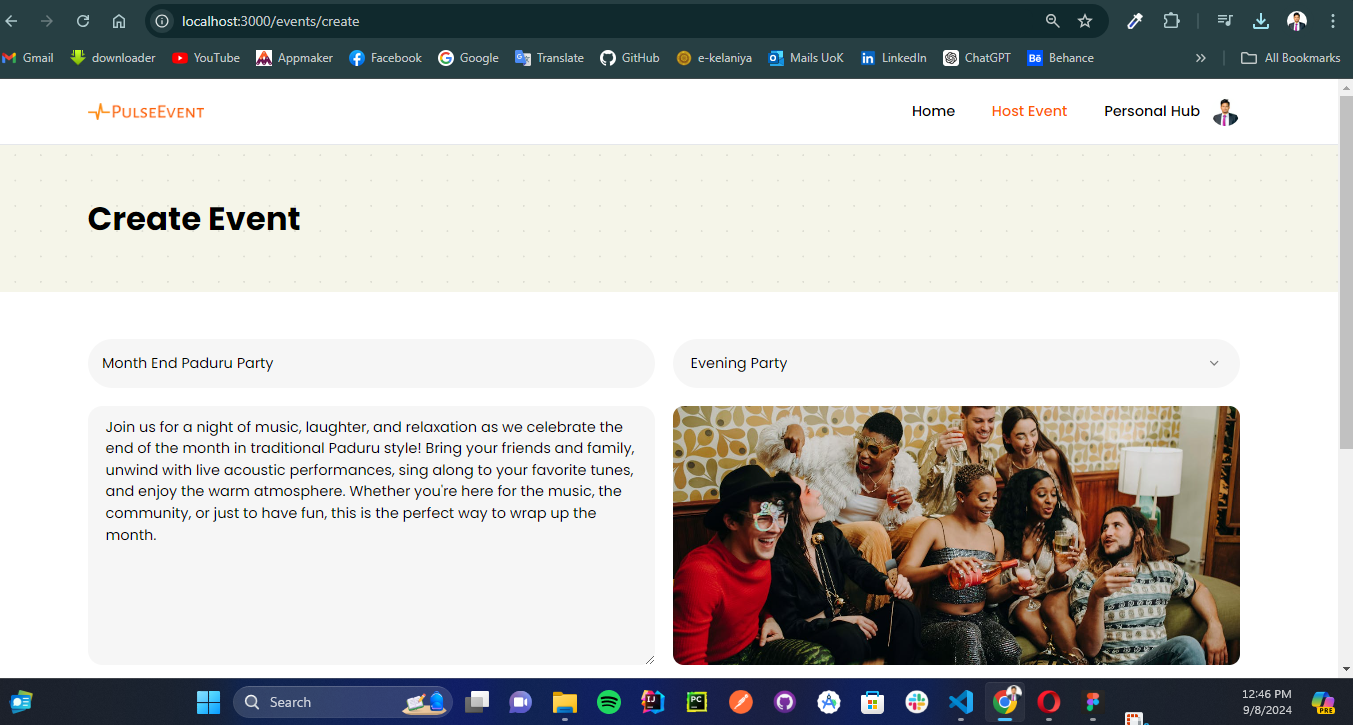 localhost:3000/events/create
Gmail
downloader
YouTube
Appmaker
Facebook
Google
Translate
GitHub
e-kelaniya
Mails UoK
LinkedIn
ChatGPT
Behance
All Bookmarks
PulseEvent
Home
Host Event
Personal Hub
Create Event
Month End Paduru Party
Evening Party
Join us for a night of music, laughter, and relaxation as we celebrate the
end of the month in traditional Paduru style! Bring your friends and family,
unwind with live acoustic performances, sing along to your favorite tunes,
and enjoy the warm atmosphere. Whether you're here for the music, the
community, or just to have fun, this is the perfect way to wrap up the
month.
Search
12:46 PM
9/8/2024